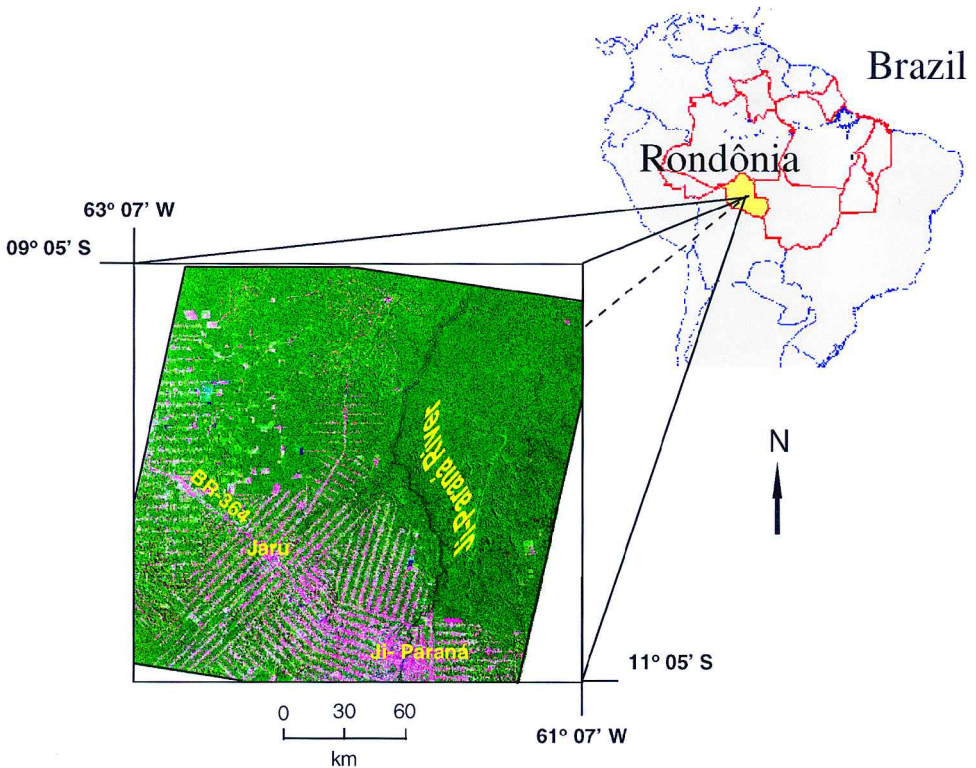 Brazil
Rondônia
63° 07' W
09° 05' S
Ji-Paraná River
BR-364
Jaru
Ji- Paraná
N
11° 05' S
61° 07' W
0 30 60
km